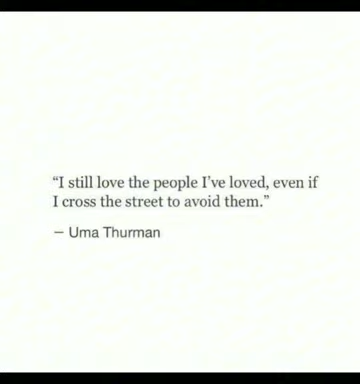 “I still love the people I’ve loved, even if
I cross the street to avoid them.”
— Uma Thurman